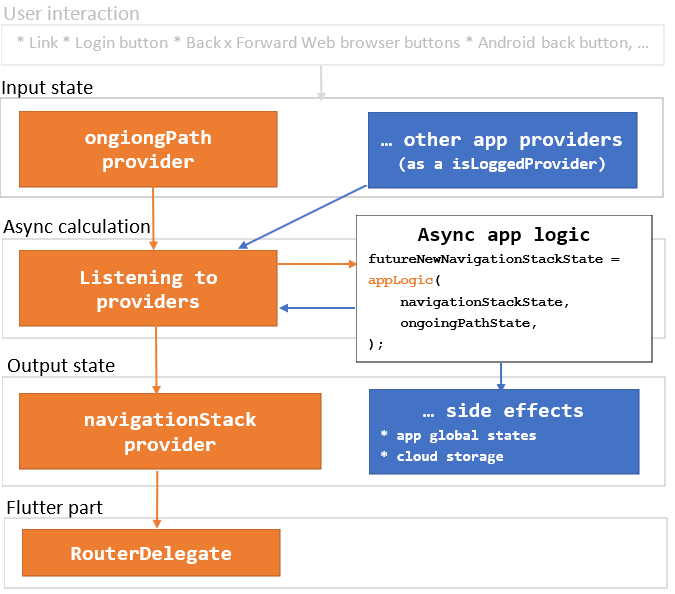 User interaction
* Link * Login button * Back x Forward Web browser buttons * Android back button, ...
Input state
ongiongPath
provider
... other app providers
(as a isLoggedProvider)
Async calculation
Listening to
providers
Async app logic
futureNewNavigationStackState =
appLogic(
navigationStackState,
ongoingPathState,
);
Output state
navigationStack
provider
... side effects
* app global states
* cloud storage
Flutter part
RouterDelegate